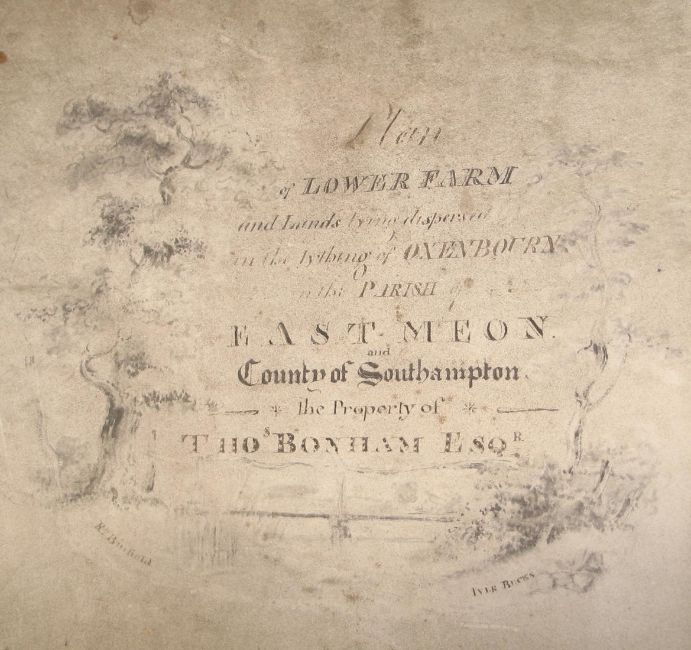 Plan
of LOWER FARM
and Lands lying dispersed
in the tything of OXENBOURN
in the PARISH of
EAST-MEON.
and
County of Southampton.
the Property of
THOS BONHAM ESQR.
IVER BUCKS